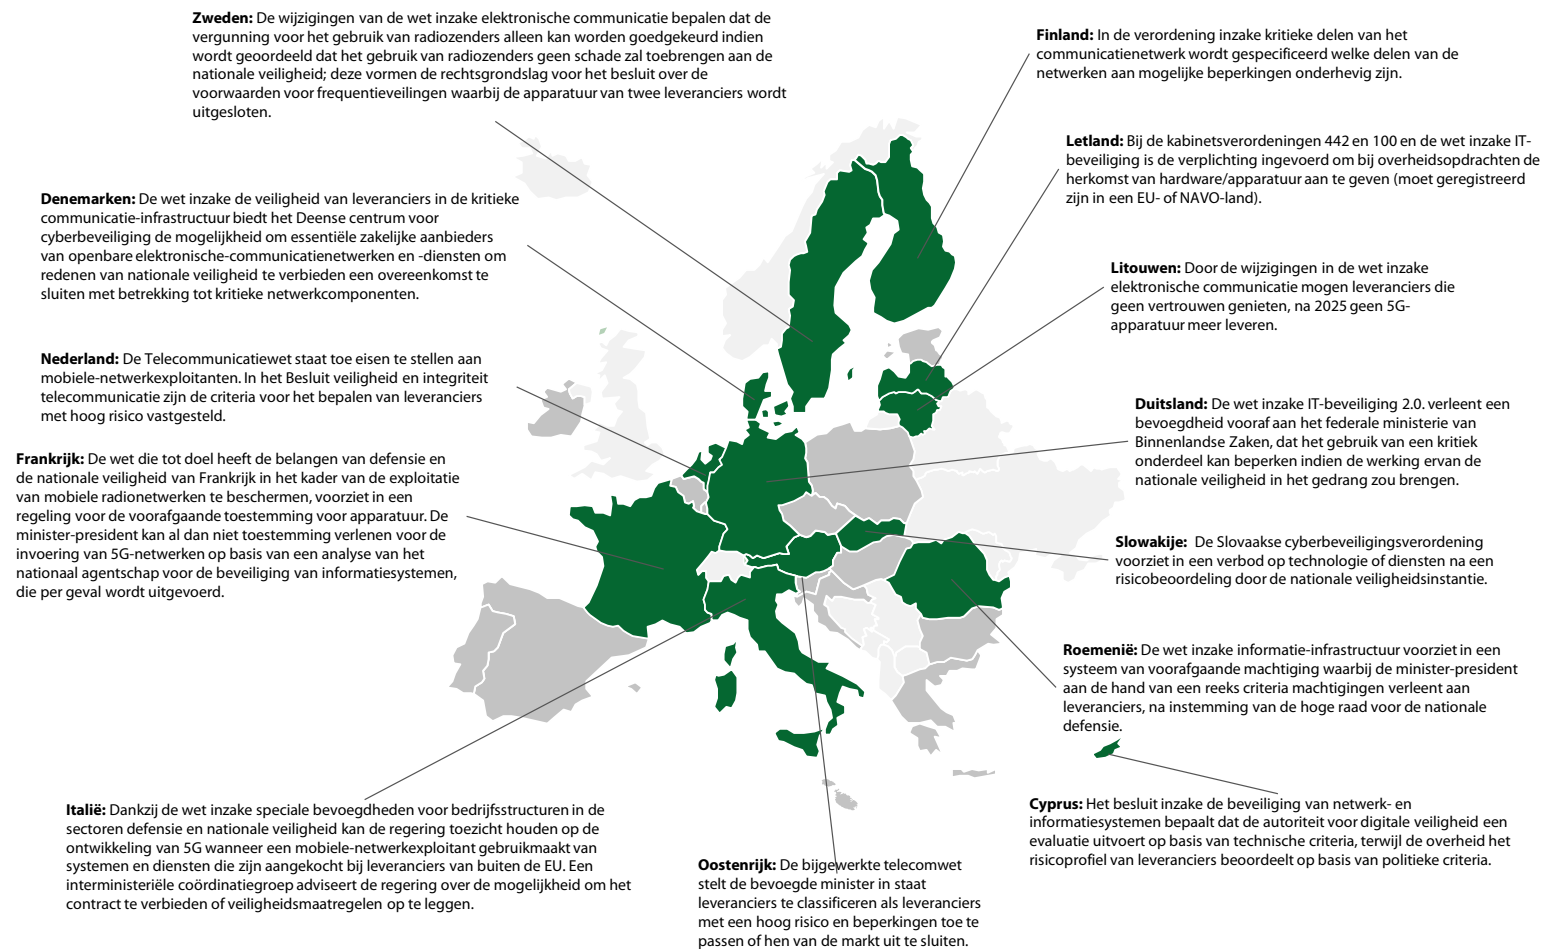 Zweden: De wijzigingen van de wet inzake elektronische communicatie bepalen dat de
vergunning voor het gebruik van radiozenders alleen kan worden goedgekeurd indien
wordt geoordeeld dat het gebruik van radiozenders geen schade zal toebrengen aan de
nationale veiligheid; deze vormen de rechtsgrondslag voor het besluit over de
voorwaarden voor frequentieveilingen waarbij de apparatuur van twee leveranciers wordt
uitgesloten.
Finland: In de verordening inzake kritieke delen van het
communicatienetwerk wordt gespecificeerd welke delen van de
netwerken aan mogelijke beperkingen onderhevig zijn.
Letland: Bij de kabinetsverordeningen 442 en 100 en de wet inzake IT-
beveiliging is de verplichting ingevoerd om bij overheidsopdrachten de
herkomst van hardware/apparatuur aan te geven (moet geregistreerd
zijn in een EU- of NAVO-land).
Denemarken: De wet inzake de veiligheid van leveranciers in de kritieke
communicatie-infrastructuur biedt het Deense centrum voor
cyberbeveiliging de mogelijkheid om essentiële zakelijke aanbieders
van openbare elektronische-communicatienetwerken en -diensten om
redenen van nationale veiligheid te verbieden een overeenkomst te
sluiten met betrekking tot kritieke netwerkcomponenten.
Litouwen: Door de wijzigingen in de wet inzake
elektronische communicatie mogen leveranciers die
geen vertrouwen genieten, na 2025 geen 5G-
apparatuur meer leveren.
Nederland: De Telecommunicatiewet staat toe eisen te stellen aan
mobiele-netwerkexploitanten. In het Besluit veiligheid en integriteit
telecommunicatie zijn de criteria voor het bepalen van leveranciers
met hoog risico vastgesteld.
Duitsland: De wet inzake IT-beveiliging 2.0. verleent een
bevoegdheid vooraf aan het federale ministerie van
Binnenlandse Zaken, dat het gebruik van een kritiek
onderdeel kan beperken indien de werking ervan de
nationale veiligheid in het gedrang zou brengen.
Frankrijk: De wet die tot doel heeft de belangen van defensie en
de nationale veiligheid van Frankrijk in het kader van de exploitatie
van mobiele radionetwerken te beschermen, voorziet in een
regeling voor de voorafgaande toestemming voor apparatuur. De
minister-president kan al dan niet toestemming verlenen voor de
invoering van 5G-netwerken op basis van een analyse van het
nationaal agentschap voor de beveiliging van informatiesystemen,
die per geval wordt uitgevoerd.
Slowakije: De Slovaakse cyberbeveiligingsverordening
voorziet in een verbod op technologie of diensten na een
risicobeoordeling door de nationale veiligheidsinstantie.
Roemenië: De wet inzake informatie-infrastructuur voorziet in een
systeem van voorafgaande machtiging waarbij de minister-president
aan de hand van een reeks criteria machtigingen verleent aan
leveranciers, na instemming van de hoge raad voor de nationale
defensie.
Italië: Dankzij de wet inzake speciale bevoegdheden voor bedrijfsstructuren in de
sectoren defensie en nationale veiligheid kan de regering toezicht houden op de
ontwikkeling van 5G wanneer een mobiele-netwerkexploitant gebruikmaakt van
systemen en diensten die zijn aangekocht bij leveranciers van buiten de EU. Een
interministeriële coördinatiegroep adviseert de regering over de mogelijkheid om het
contract te verbieden of veiligheidsmaatregelen op te leggen.
Cyprus: Het besluit inzake de beveiliging van netwerk- en
informatiesystemen bepaalt dat de autoriteit voor digitale veiligheid een
evaluatie uitvoert op basis van technische criteria, terwijl de overheid het
risicoprofiel van leveranciers beoordeelt op basis van politieke criteria.
Oostenrijk: De bijgewerkte telecomwet
stelt de bevoegde minister in staat
leveranciers te classificeren als leveranciers
met een hoog risico en beperkingen toe te
passen of hen van de markt uit te sluiten.